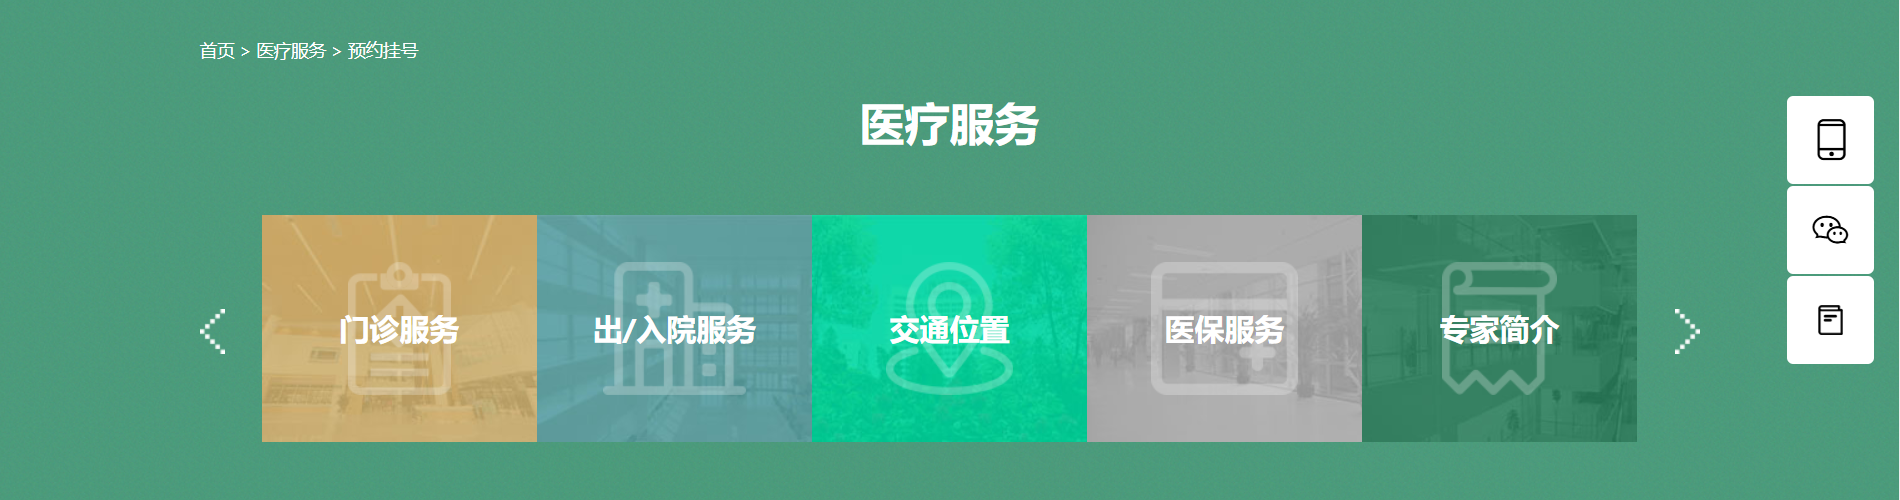 首页 > 医疗服务 > 预约挂号
医疗服务
门诊服务
出/入院服务
交通位置
医保服务
专家简介